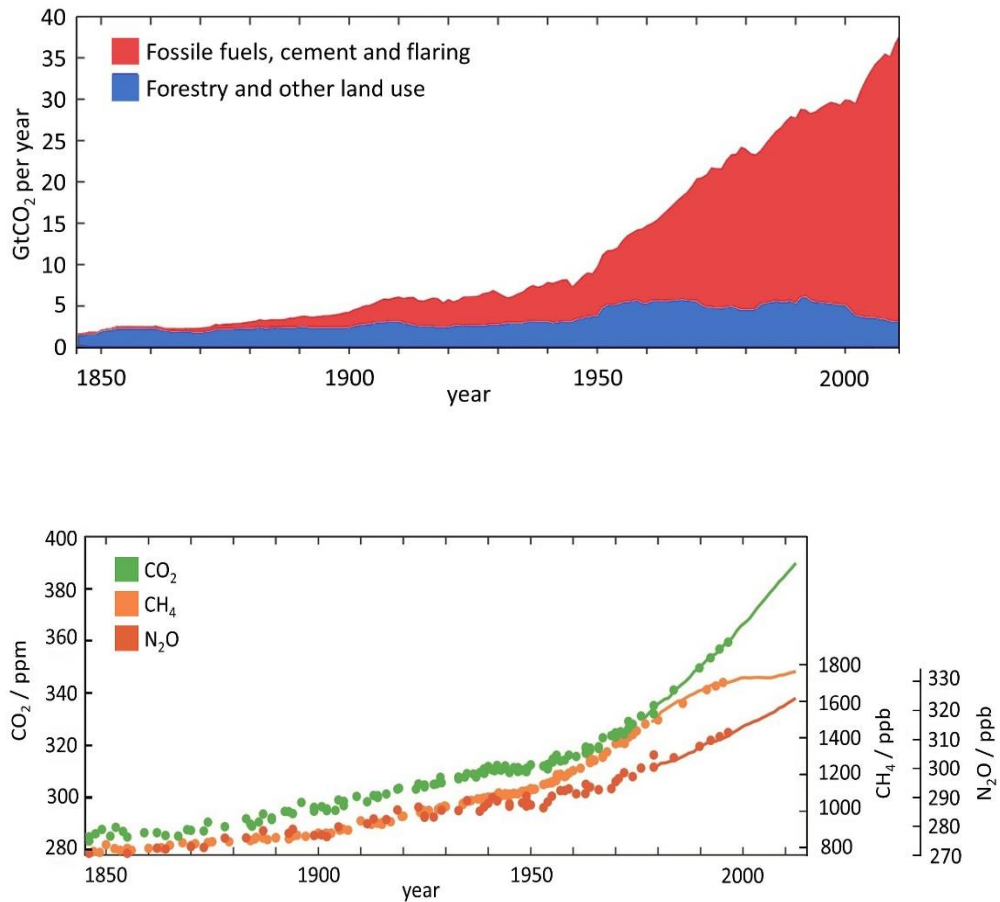 40
35
30
25
20
15
10
5
0
GtCO₂ per year
Fossile fuels, cement and flaring
Forestry and other land use
1850 1900 1950 2000
year
400
380
360
340
320
300
280
CO₂ / ppm
CO₂
CH₄
N₂O
1800
1600
1400
1200
1000
800
CH₄ / ppb
330
320
310
300
290
280
270
N₂O / ppb
1850 1900 1950 2000
year